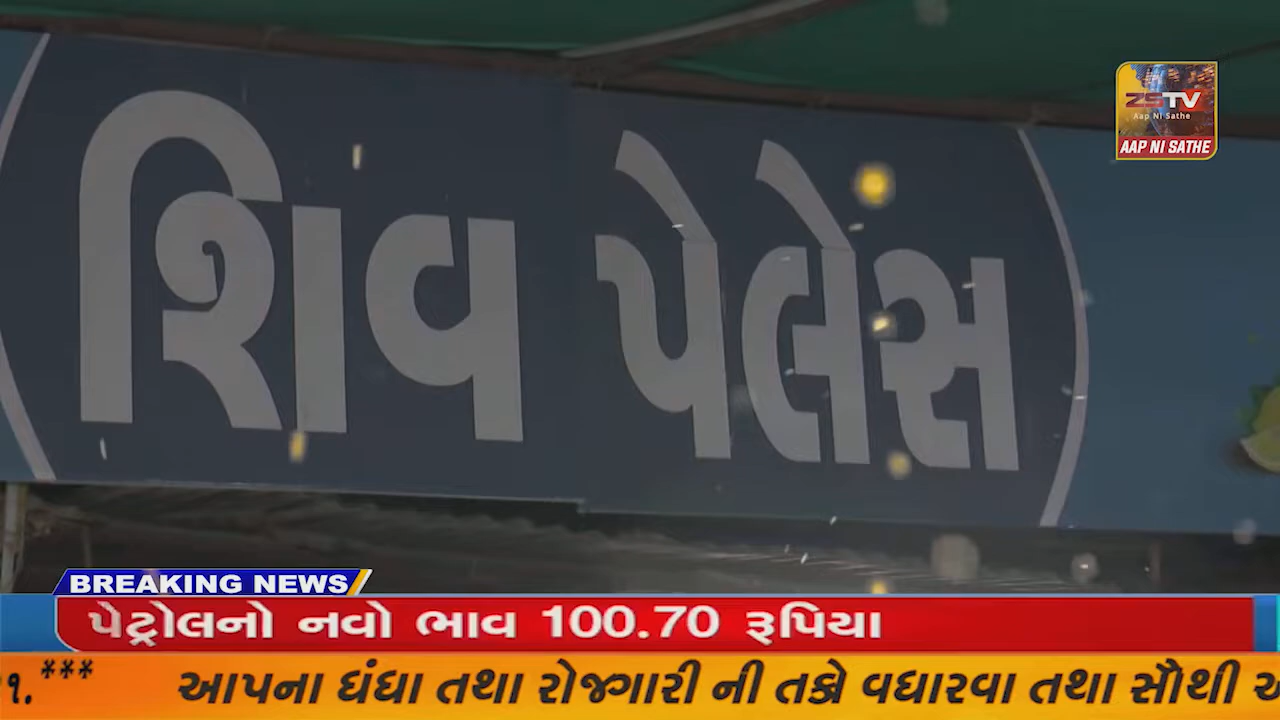 શિવ પેલેસ
ZSTV
Aap Ni Sathe
AAP NI SATHE
BREAKING NEWS
પેટ્રોલનો નવો ભાવ 100.70 રૂપિયા
૧.*** આપના ધંધા તથા રોજગારી ની તકો વધારવા તથા સૌથી